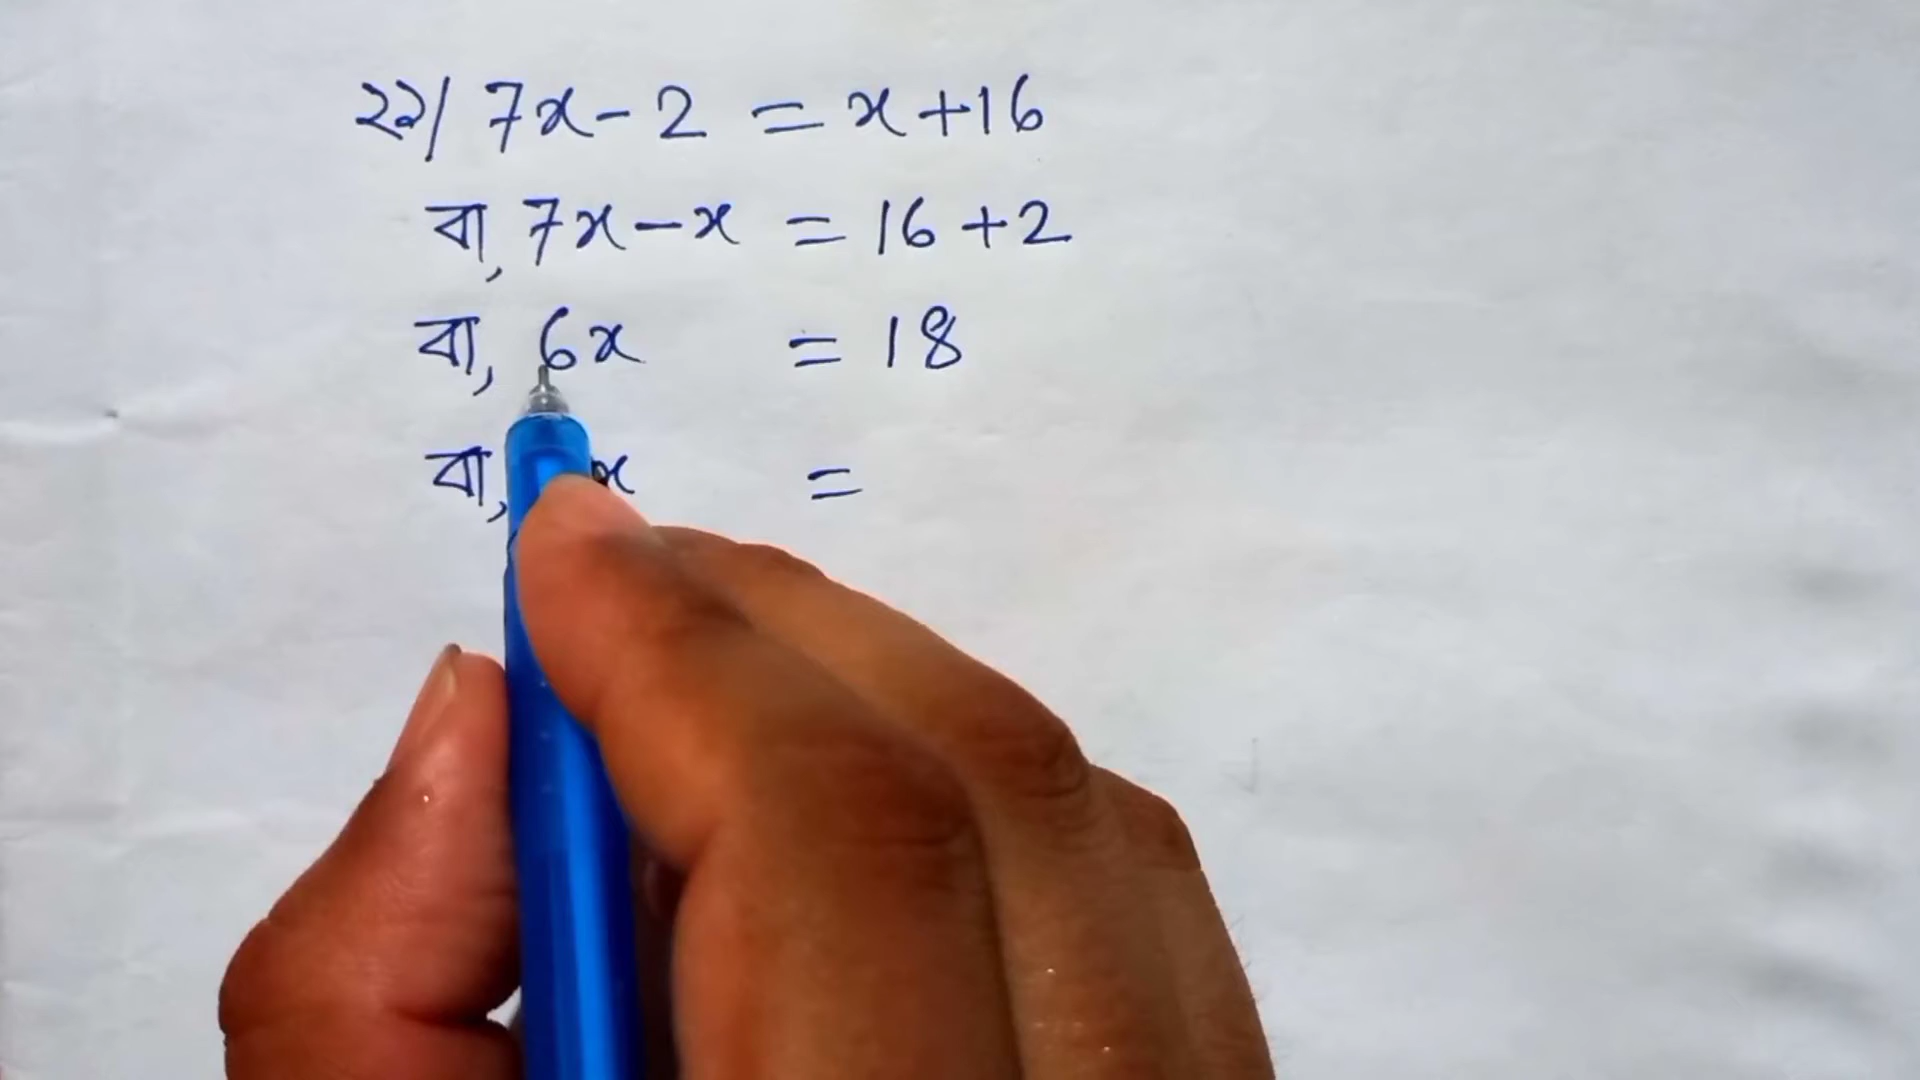 ২২। 7x - 2 = x + 16
বা, 7x - x = 16 + 2
বা, 6x = 18
বা, x =